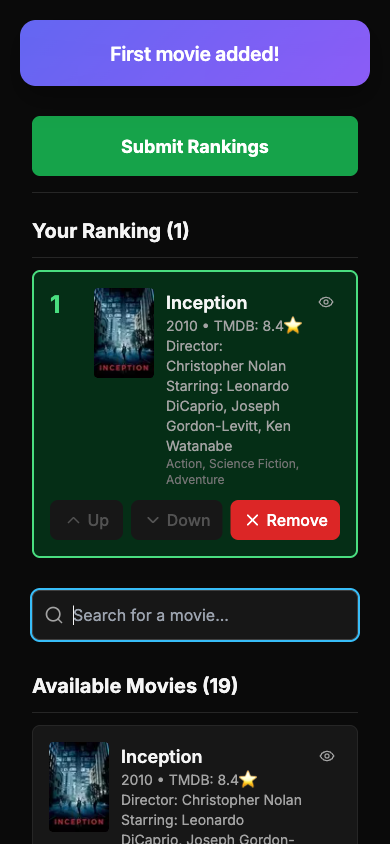 First movie added!
Submit Rankings
Your Ranking (1)
1
INCEPTION
Inception
2010 • TMDB: 8.4⭐
Director:
Christopher Nolan
Starring: Leonardo
DiCaprio, Joseph
Gordon-Levitt, Ken
Watanabe
Action, Science Fiction,
Adventure
Up
Down
Remove
Search for a movie...
Available Movies (19)
INCEPTION
Inception
2010 • TMDB: 8.4⭐
Director: Christopher Nolan
Starring: Leonardo
DiCaprio, Joseph Gordon-